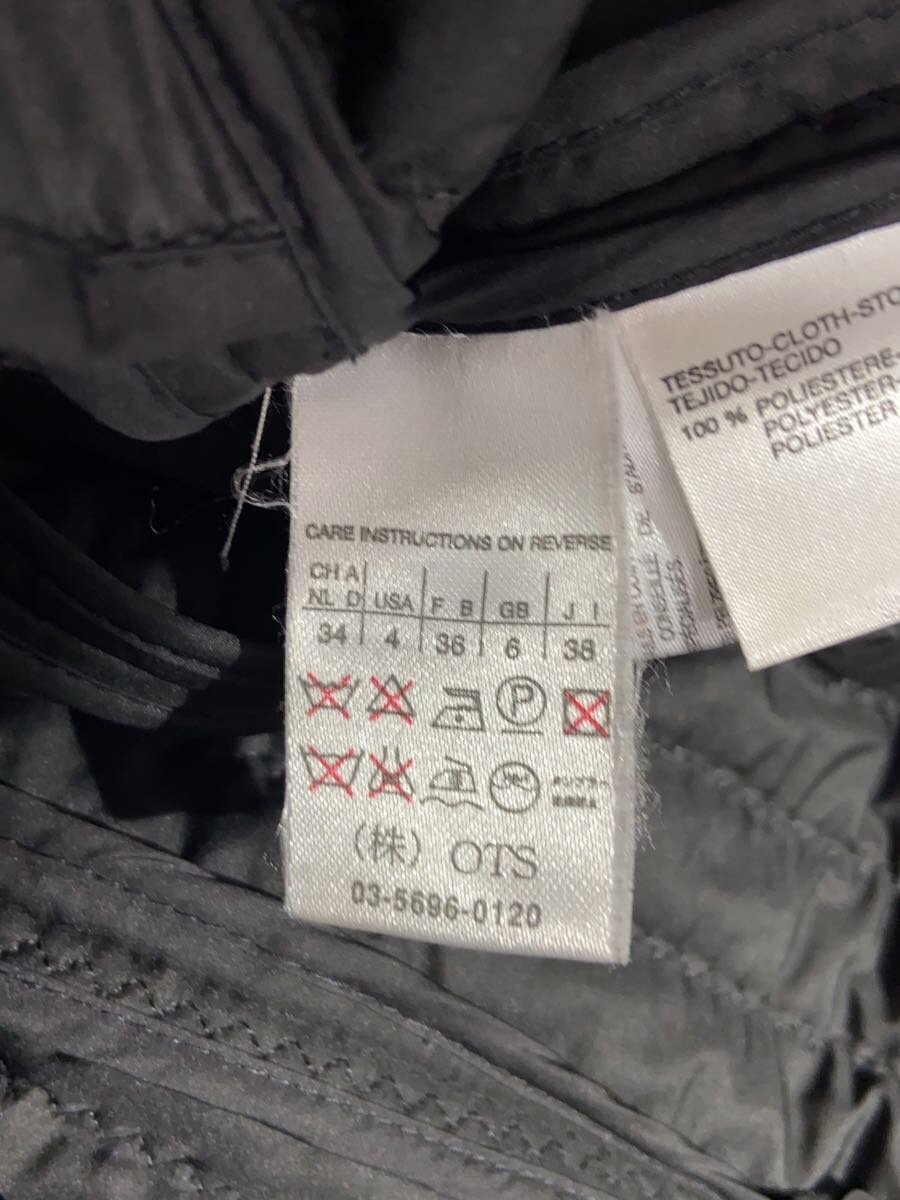 CARE INSTRUCTIONS ON REVERSE
CH A
NL D USA F B GB J I
34 4 36 6 38
P
(株) OTS
03-5696-0120
TESSUTO-CLOTH-STO
TEJIDO-TECIDO
100 % POLIESTERE-
POLYESTER-
POLIESTER